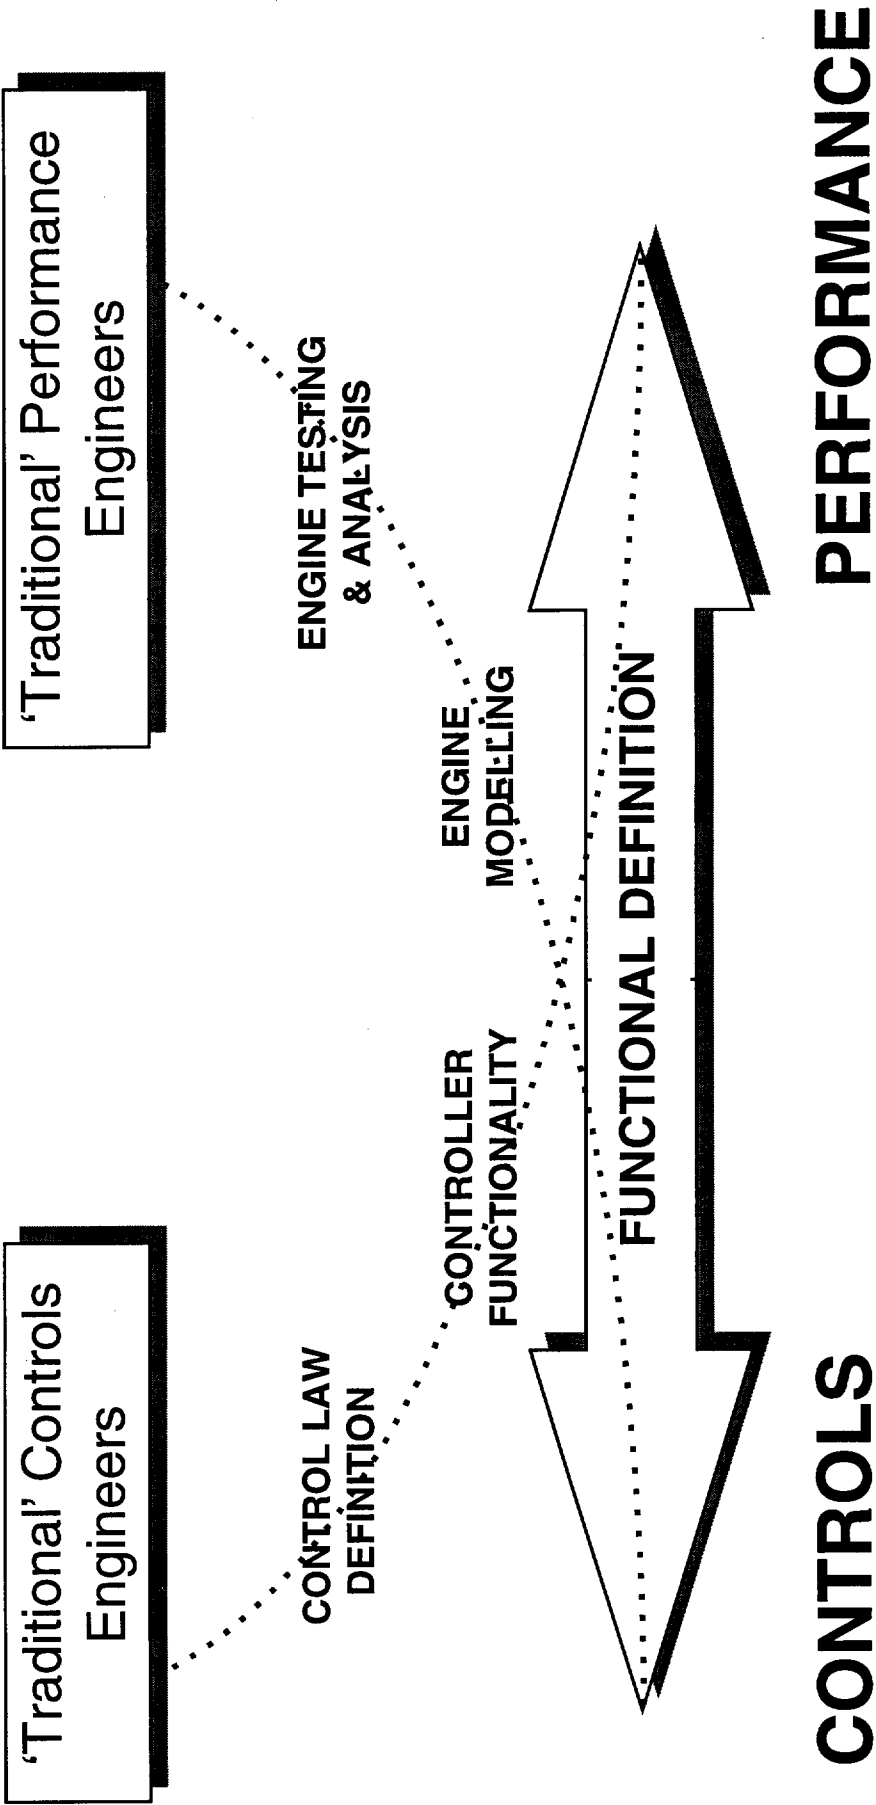 ‘Traditional’ Controls
Engineers
‘Traditional’ Performance
Engineers
CONTROL LAW
DEFINITION
ENGINE TESTING
& ANALYSIS
CONTROLLER
FUNCTIONALITY
ENGINE
MODELLING
FUNCTIONAL DEFINITION
CONTROLS
PERFORMANCE